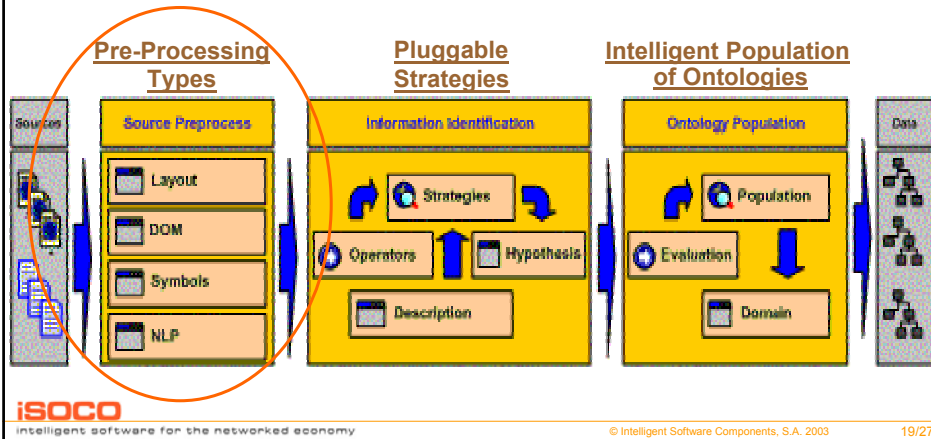 Pre-Processing
Types
Pluggable
Strategies
Intelligent Population
of Ontologies
Sources
Source Preprocess
Information Identification
Ontology Population
Data
Layout
DOM
Symbols
NLP
Strategies
Operators
Hypothesis
Description
Population
Evaluation
Domain
iSOCO
intelligent software for the networked economy
© Intelligent Software Components, S.A. 2003
19/27